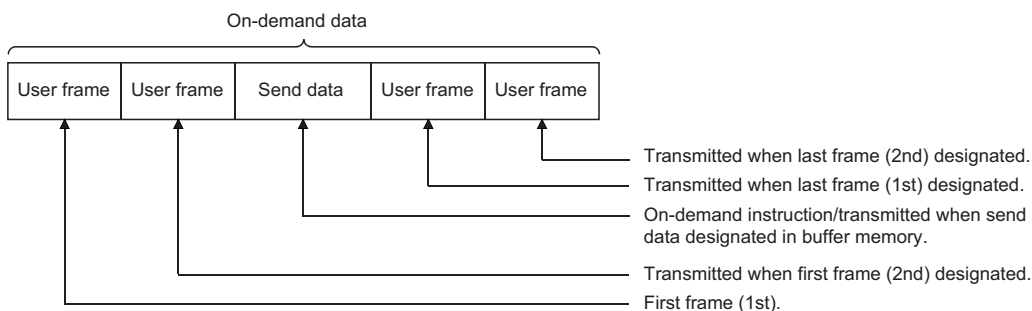 On-demand data
User frame User frame Send data User frame User frame
Transmitted when last frame (2nd) designated.
Transmitted when last frame (1st) designated.
On-demand instruction/transmitted when send
data designated in buffer memory.
Transmitted when first frame (2nd) designated.
First frame (1st).